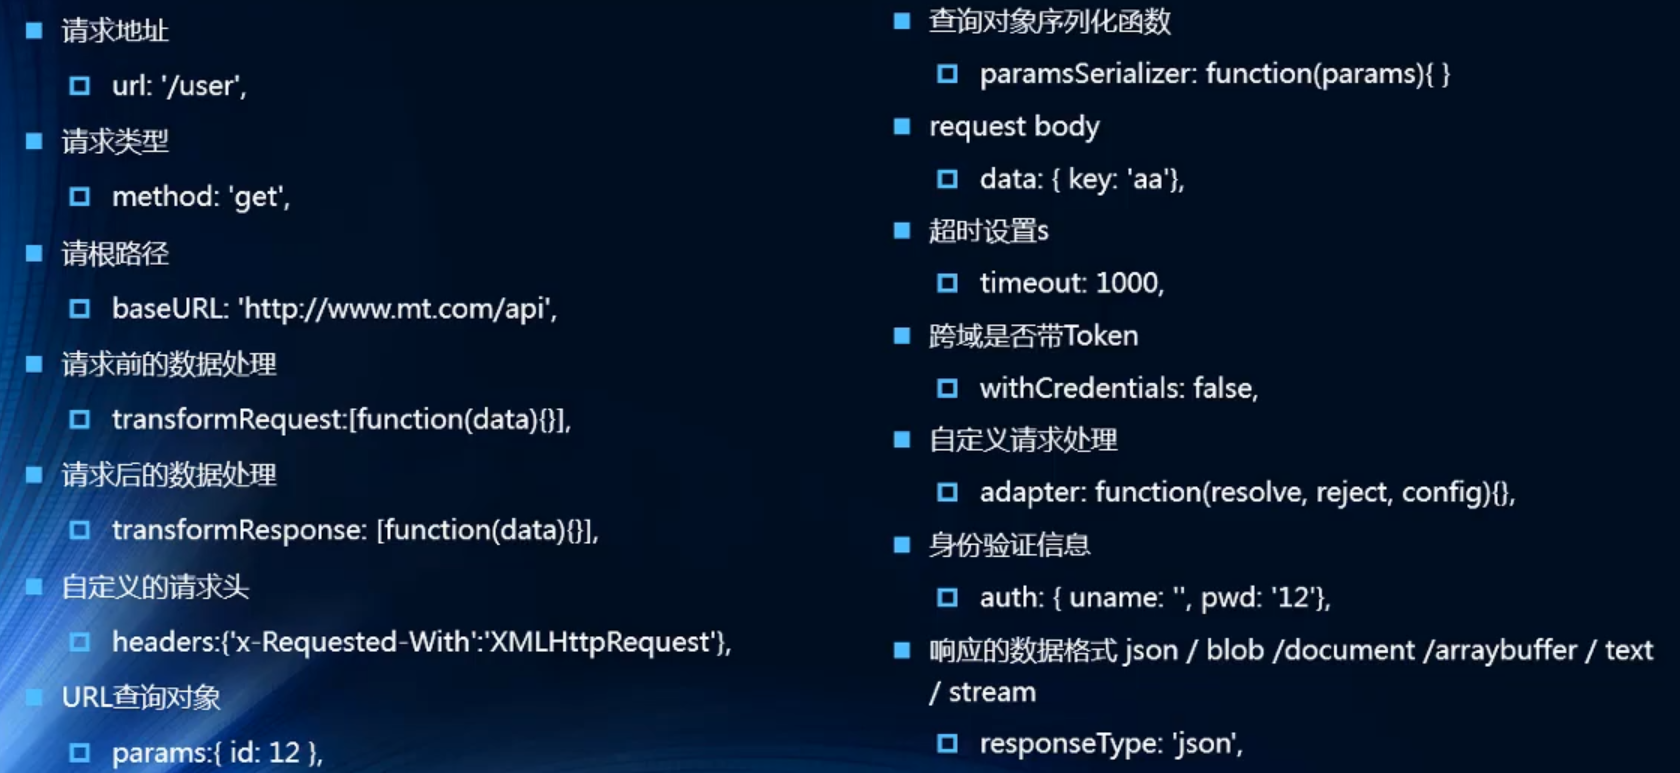 请求地址
url: '/user',
请求类型
method: 'get',
请根路径
baseURL: 'http://www.mt.com/api',
请求前的数据处理
transformRequest:[function(data){}],
请求后的数据处理
transformResponse: [function(data){}],
自定义的请求头
headers:{'x-Requested-With':'XMLHttpRequest'},
URL查询对象
params:{ id: 12 },
查询对象序列化函数
paramsSerializer: function(params){ }
request body
data: { key: 'aa'},
超时设置s
timeout: 1000,
跨域是否带Token
withCredentials: false,
自定义请求处理
adapter: function(resolve, reject, config){},
身份验证信息
auth: { uname: '', pwd: '12'},
响应的数据格式 json / blob /document /arraybuffer / text
/ stream
responseType: 'json',